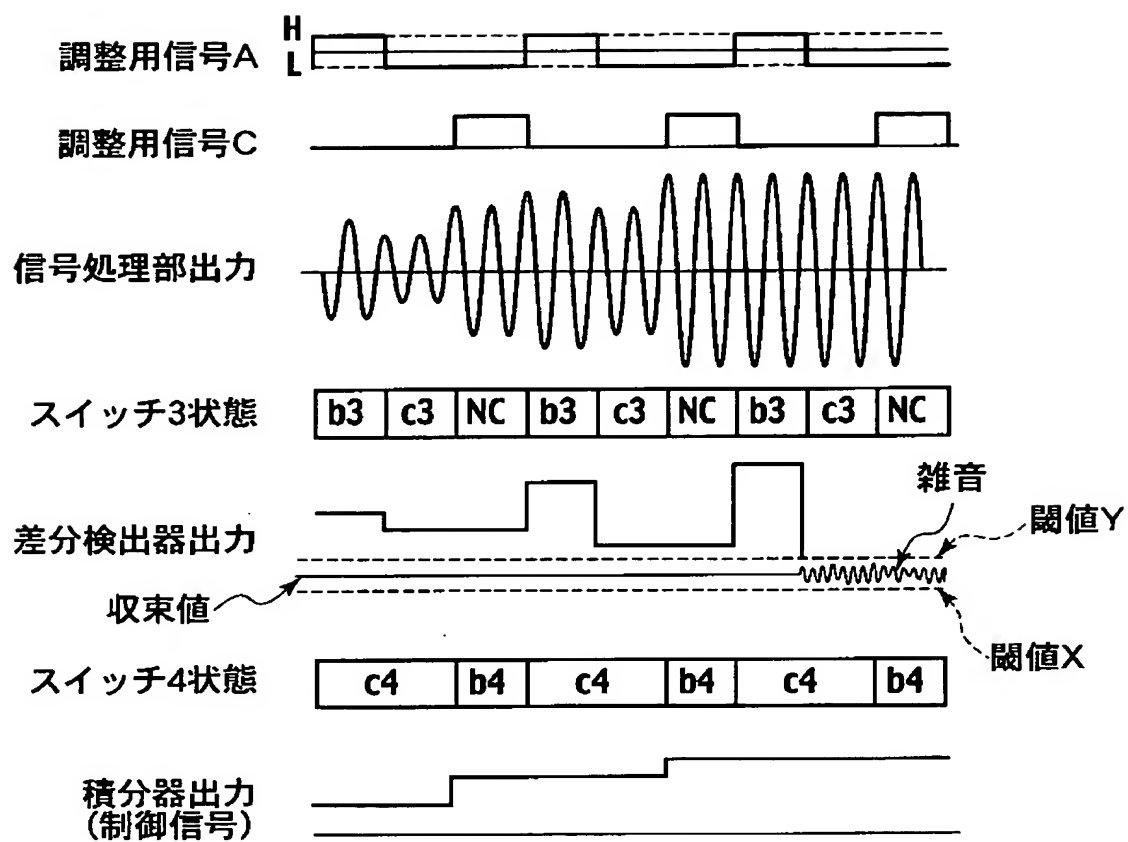 調整用信号A
H
L
調整用信号C
信号処理部出力
スイッチ3状態
b3 c3 NC b3 c3 NC b3 c3 NC
差分検出器出力
雑音
閾値Y
収束値
閾値X
スイッチ4状態
c4 b4 c4 b4 c4 b4
積分器出力
(制御信号)